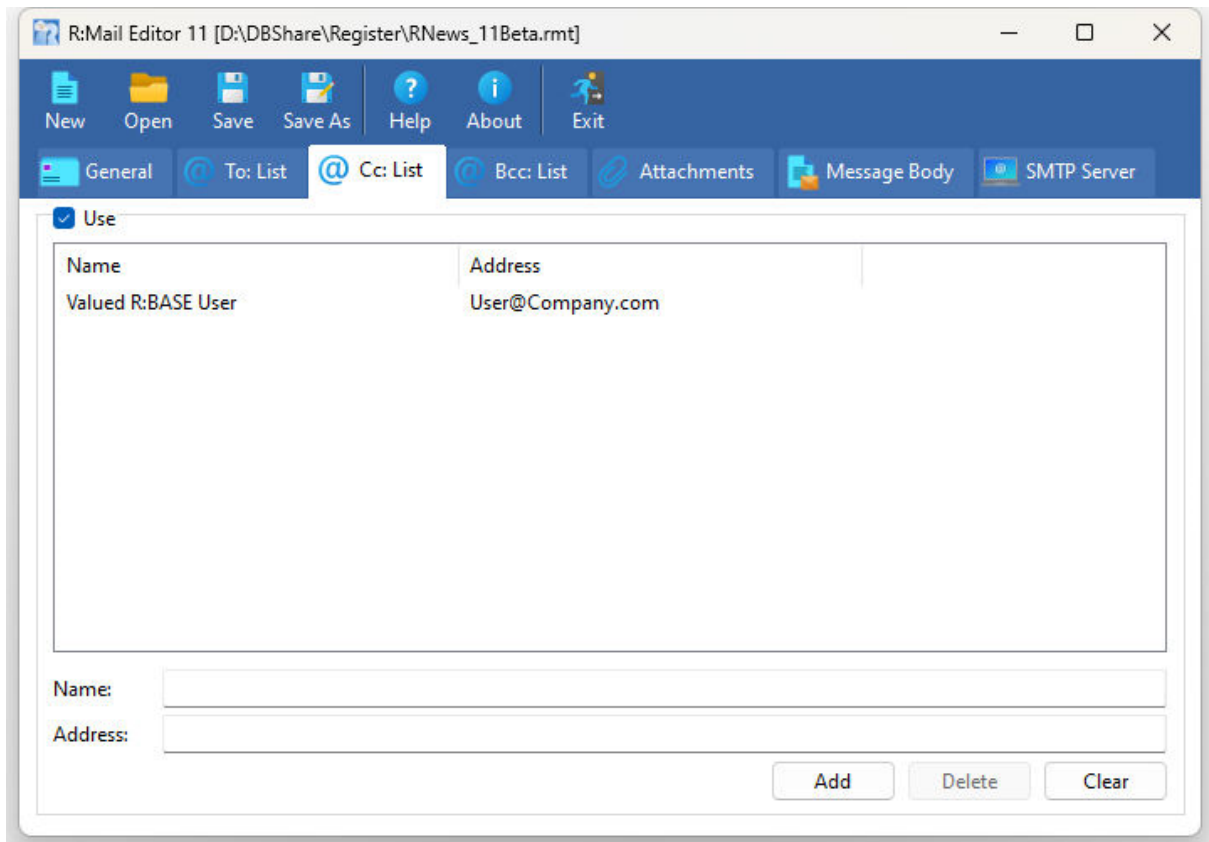 R:Mail Editor 11 [D:\DBShare\Register\RNews_11Beta.rmt]
New Open Save Save As Help About Exit
General To: List Cc: List Bcc: List Attachments Message Body SMTP Server
Use
Name Address
Valued R:BASE User User@Company.com
Name:
Address:
Add Delete Clear